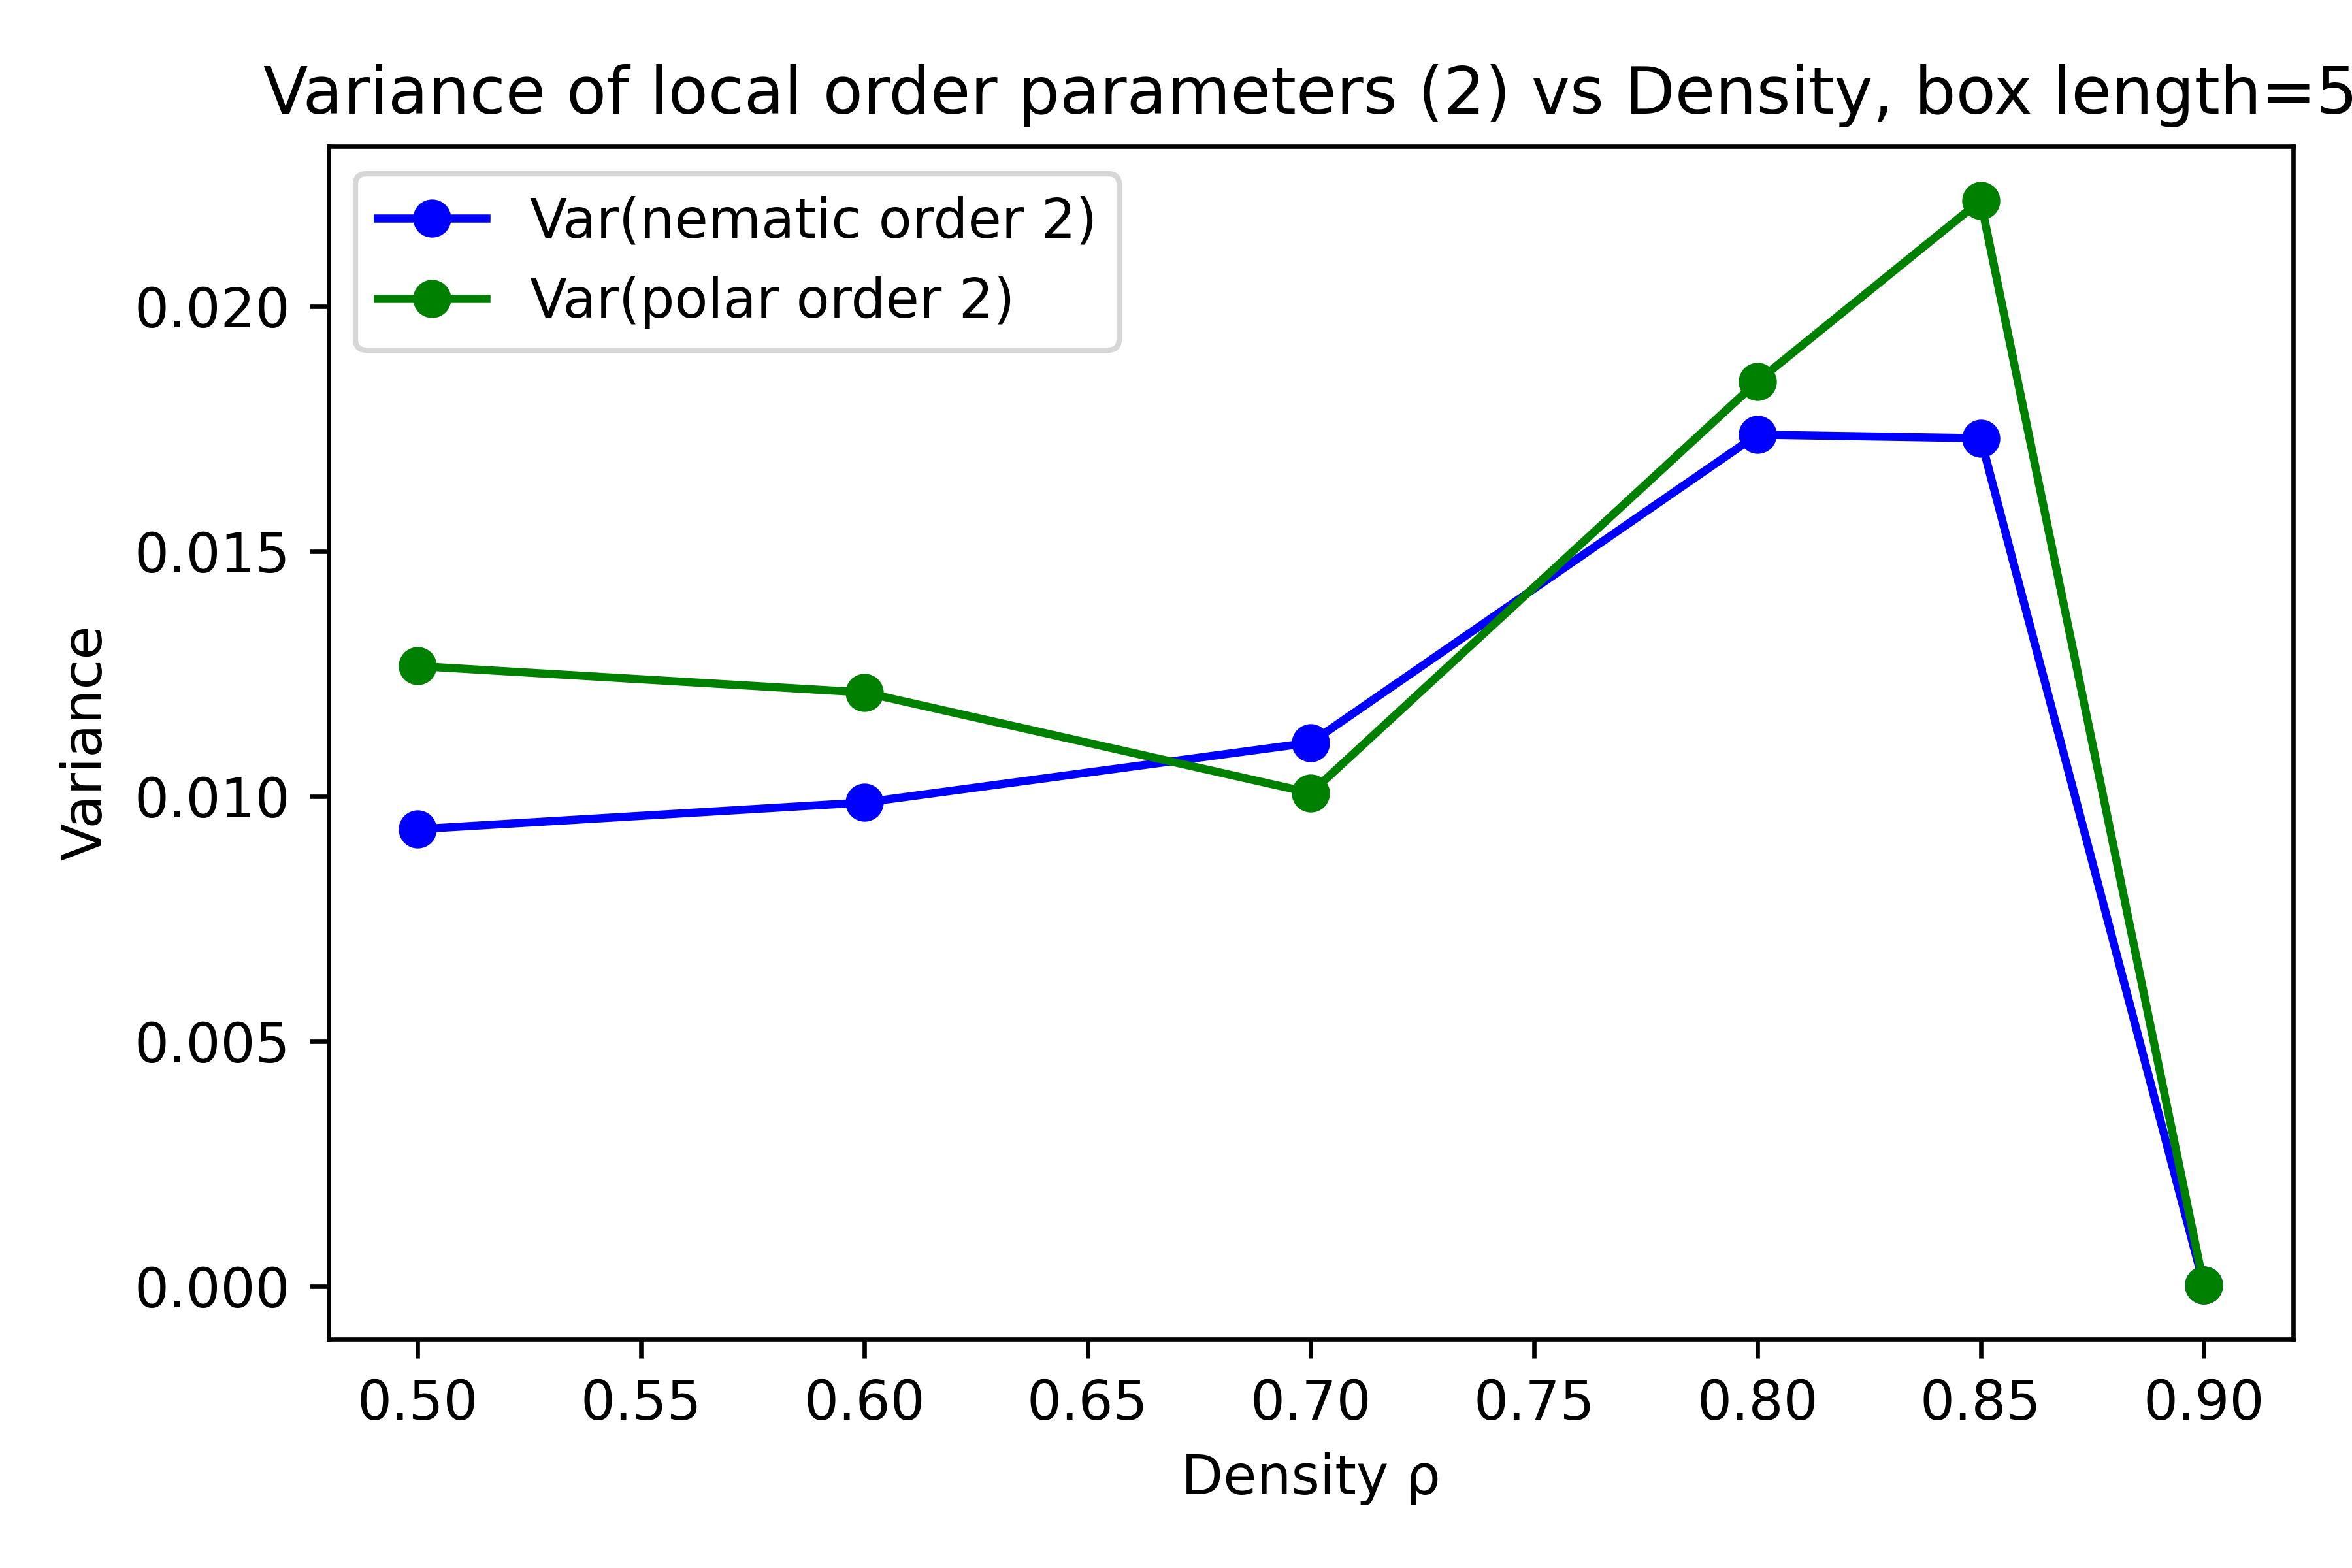 Variance of local order parameters (2) vs Density, box length=5
Var(nematic order 2)
Var(polar order 2)
0.020
0.015
0.010
0.005
0.000
Variance
0.50 0.55 0.60 0.65 0.70 0.75 0.80 0.85 0.90
Density ρ